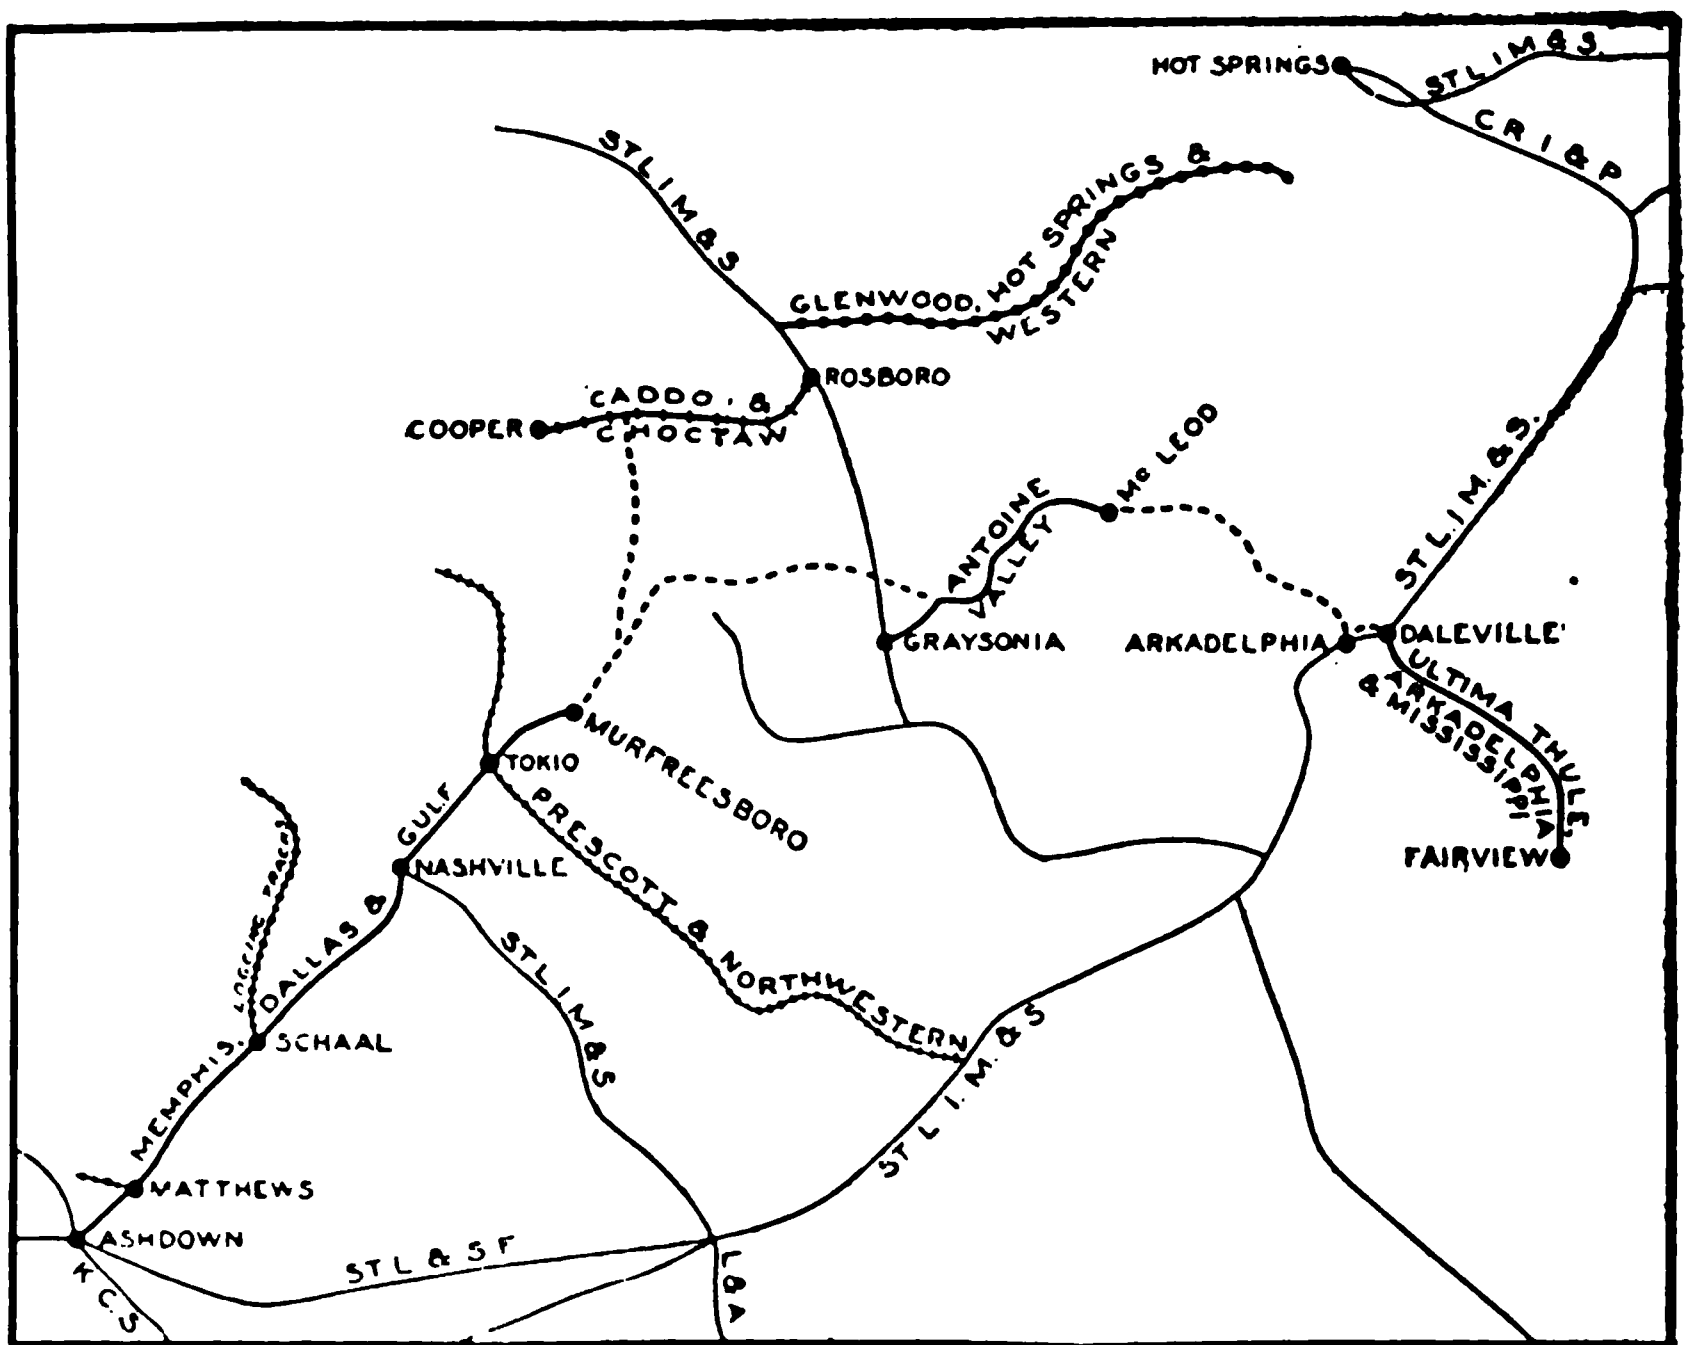 HOT SPRINGS
ST L I M & S.
C R I & P
ST L I M & S
GLENWOOD, HOT SPRINGS &
WESTERN
ROSBORO
CADDO. &
CHOCTAW
COOPER
Mc LEOD
ANTOINE
VALLEY
ST L. I. M. & S.
GRAYSONIA
ARKADELPHIA
DALEVILLE
ULTIMA THULE,
ARKADELPHIA
& MISSISSIPPI
FAIRVIEW
MURFREESBORO
TOKIO
PRESCOTT & NORTHWESTERN
NASHVILLE
MEMPHIS, DALLAS & GULF
LOGGING TRACKS
ST L I M & S
SCHAAL
ST L I. M. & S
MATTHEWS
ASHDOWN
ST L & S F
K C. S
L & A